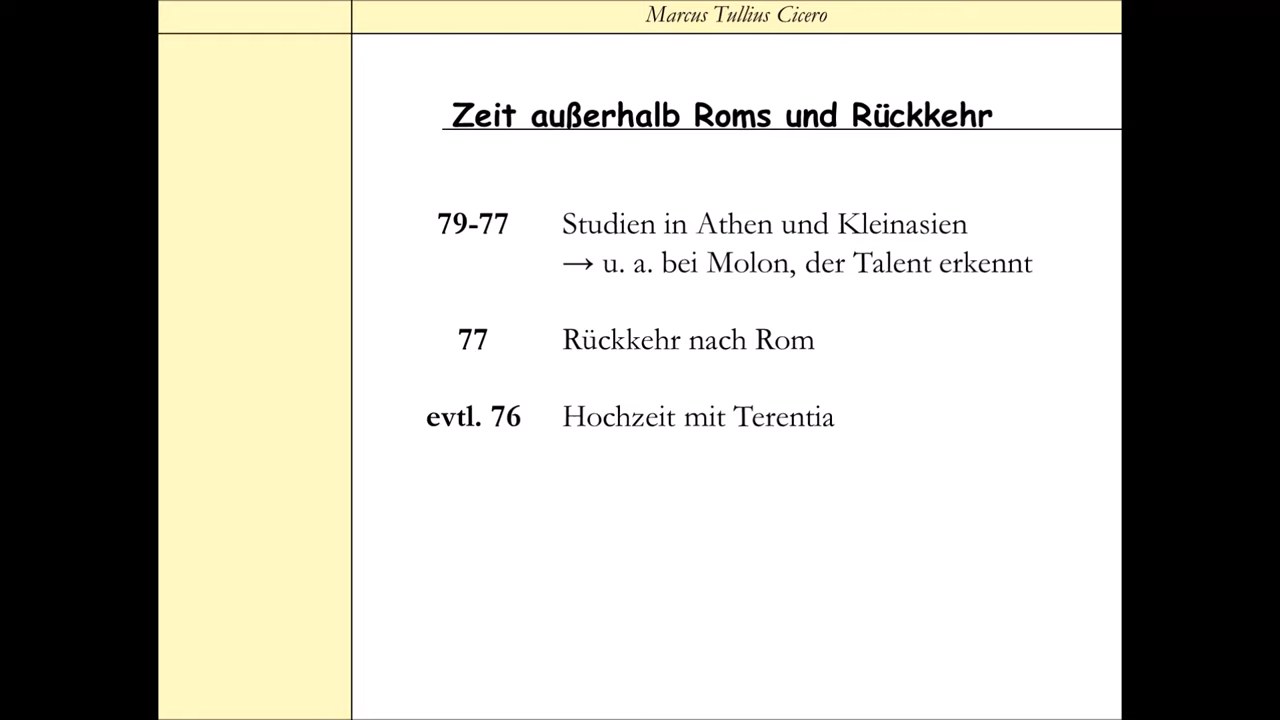 Marcus Tullius Cicero
Zeit außerhalb Roms und Rückkehr
79-77 Studien in Athen und Kleinasien
→ u. a. bei Molon, der Talent erkennt
77 Rückkehr nach Rom
evtl. 76 Hochzeit mit Terentia